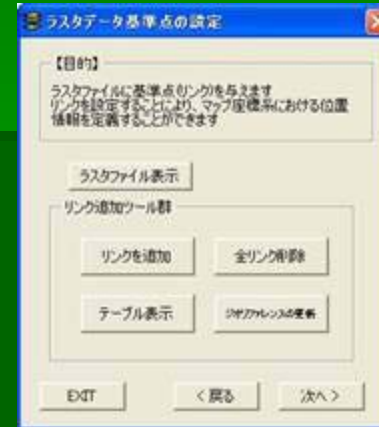 ラスタデータ基準点の設定
【目的】
ラスタファイルに基準点(リンク)を与えます
リンクを設定することにより、マップ座標系における位置
情報を定義することができます
ラスタファイル表示
リンク追加ツール群
リンクを追加
全リンク削除
テーブル表示
ジオリファレンスの更新
EXIT
< 戻る
次へ >